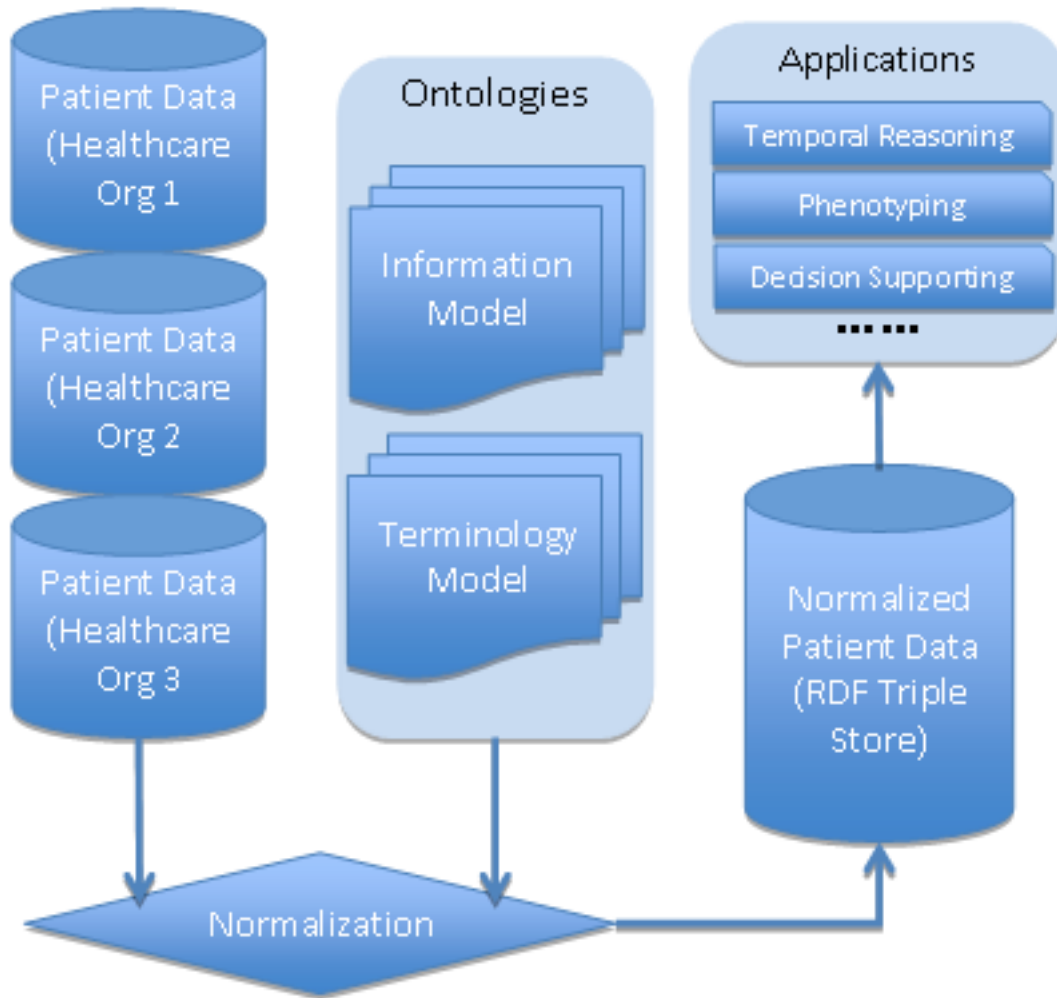 Patient Data
(Healthcare
Org 1
Patient Data
(Healthcare
Org 2
Patient Data
(Healthcare
Org 3
Ontologies
Information
Model
Terminology
Model
Applications
Temporal Reasoning
Phenotyping
Decision Supporting
... ...
Normalized
Patient Data
(RDF Triple
Store)
Normalization